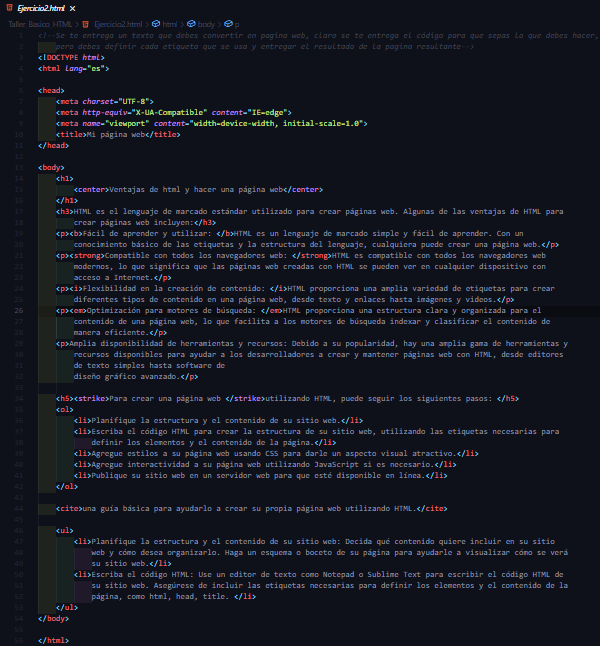 Ejercicio2.html ×
Taller Basico HTML > Ejercicio2.html > html > body > p
<!--Se te entrega un texto que debes convertir en pagina web, claro se te entrega el código para que sepas lo que debes hacer,
pero debes definir cada etiqueta que se usa y entregar el resultado de la pagina resultante-->
<!DOCTYPE html>
<html lang="es">
<head>
<meta charset="UTF-8">
<meta http-equiv="X-UA-Compatible" content="IE=edge">
<meta name="viewport" content="width=device-width, initial-scale=1.0">
<title>Mi página web</title>
</head>
<body>
<h1>
<center>Ventajas de html y hacer una página web</center>
</h1>
<h3>HTML es el lenguaje de marcado estándar utilizado para crear páginas web. Algunas de las ventajas de HTML para
crear páginas web incluyen:</h3>
<p><b>Fácil de aprender y utilizar: </b>HTML es un lenguaje de marcado simple y fácil de aprender. Con un
conocimiento básico de las etiquetas y la estructura del lenguaje, cualquiera puede crear una página web.</p>
<p><strong>Compatible con todos los navegadores web: </strong>HTML es compatible con todos los navegadores web
modernos, lo que significa que las páginas web creadas con HTML se pueden ver en cualquier dispositivo con
acceso a Internet.</p>
<p><i>Flexibilidad en la creación de contenido: </i>HTML proporciona una amplia variedad de etiquetas para crear
diferentes tipos de contenido en una página web, desde texto y enlaces hasta imágenes y videos.</p>
<p><em>Optimización para motores de búsqueda: </em>HTML proporciona una estructura clara y organizada para el
contenido de una página web, lo que facilita a los motores de búsqueda indexar y clasificar el contenido de
manera eficiente.</p>
<p>Amplia disponibilidad de herramientas y recursos: Debido a su popularidad, hay una amplia gama de herramientas y
recursos disponibles para ayudar a los desarrolladores a crear y mantener páginas web con HTML, desde editores
de texto simples hasta software de
diseño gráfico avanzado.</p>
<h5><strike>Para crear una página web </strike>utilizando HTML, puede seguir los siguientes pasos: </h5>
<ol>
<li>Planifique la estructura y el contenido de su sitio web.</li>
<li>Escriba el código HTML para crear la estructura de su sitio web, utilizando las etiquetas necesarias para
definir los elementos y el contenido de la página.</li>
<li>Agregue estilos a su página web usando CSS para darle un aspecto visual atractivo.</li>
<li>Agregue interactividad a su página web utilizando JavaScript si es necesario.</li>
<li>Publique su sitio web en un servidor web para que esté disponible en línea.</li>
</ol>
<cite>una guía básica para ayudarlo a crear su propia página web utilizando HTML.</cite>
<ul>
<li>Planifique la estructura y el contenido de su sitio web: Decida qué contenido quiere incluir en su sitio
web y cómo desea organizarlo. Haga un esquema o boceto de su página para ayudarle a visualizar cómo se verá
su sitio web.</li>
<li>Escriba el código HTML: Use un editor de texto como Notepad o Sublime Text para escribir el código HTML de
su sitio web. Asegúrese de incluir las etiquetas necesarias para definir los elementos y el contenido de la
página, como html, head, title. </li>
</ul>
</body>
</html>